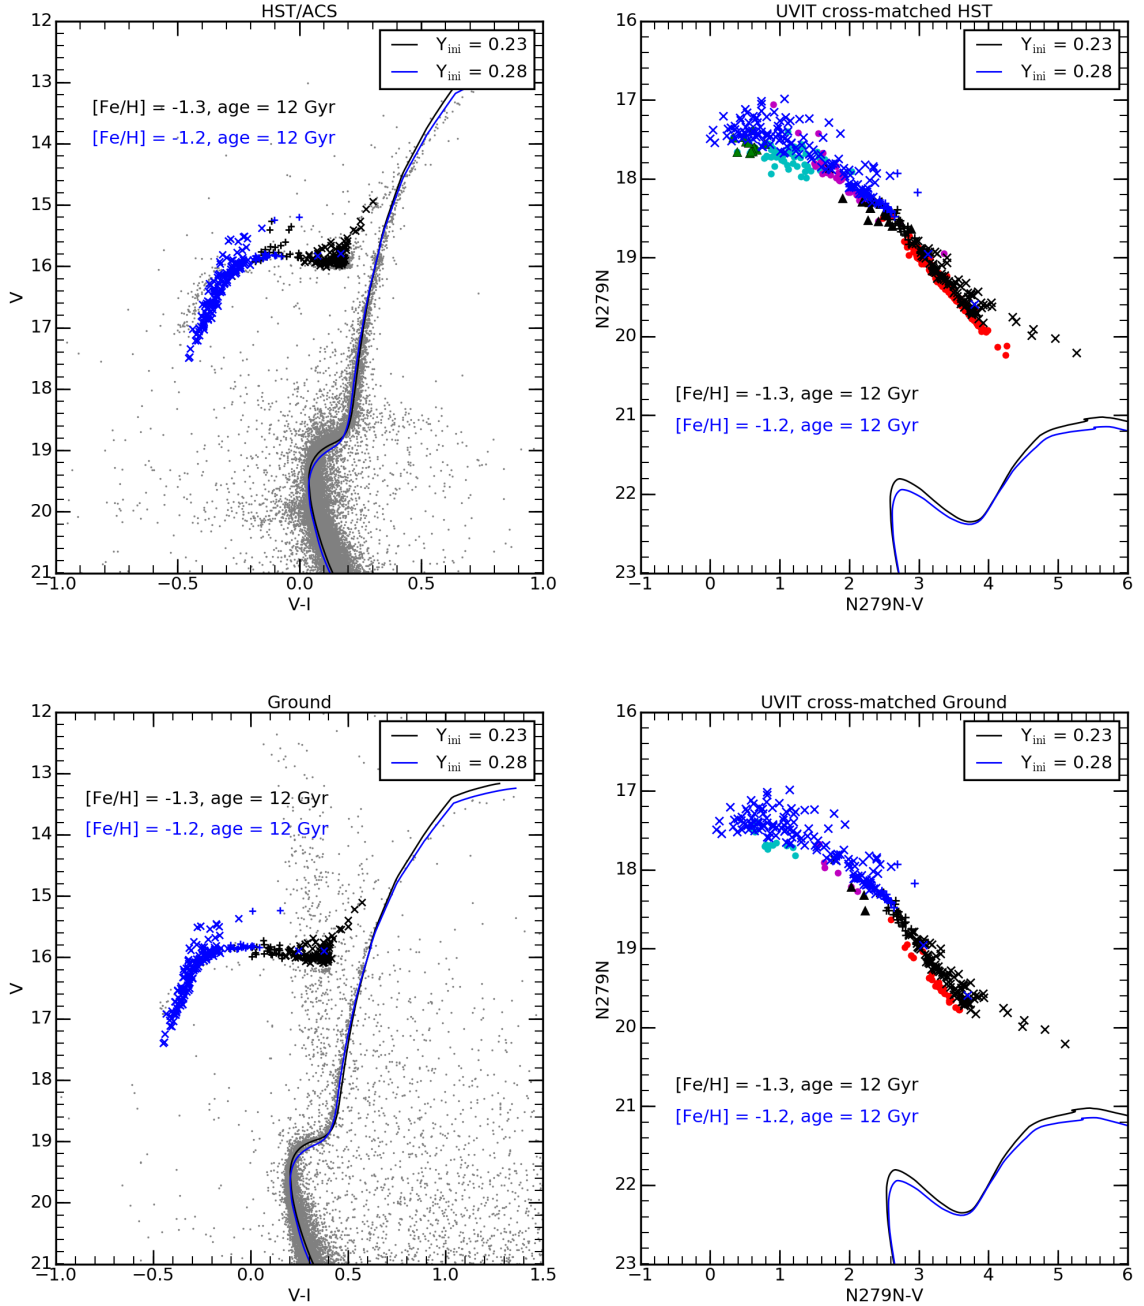 HST/ACS
12
13
14
15
16
17
18
19
20
21
V
−1.0 −0.5 0.0 0.5 1.0
V-I
Yini = 0.23
Yini = 0.28
[Fe/H] = -1.3, age = 12 Gyr
[Fe/H] = -1.2, age = 12 Gyr
UVIT cross-matched HST
16
17
18
19
20
21
22
23
N279N
−1 0 1 2 3 4 5 6
N279N-V
Yini = 0.23
Yini = 0.28
[Fe/H] = -1.3, age = 12 Gyr
[Fe/H] = -1.2, age = 12 Gyr
Ground
12
13
14
15
16
17
18
19
20
21
V
−1.0 −0.5 0.0 0.5 1.0 1.5
V-I
Yini = 0.23
Yini = 0.28
[Fe/H] = -1.3, age = 12 Gyr
[Fe/H] = -1.2, age = 12 Gyr
UVIT cross-matched Ground
16
17
18
19
20
21
22
23
N279N
−1 0 1 2 3 4 5 6
N279N-V
Yini = 0.23
Yini = 0.28
[Fe/H] = -1.3, age = 12 Gyr
[Fe/H] = -1.2, age = 12 Gyr